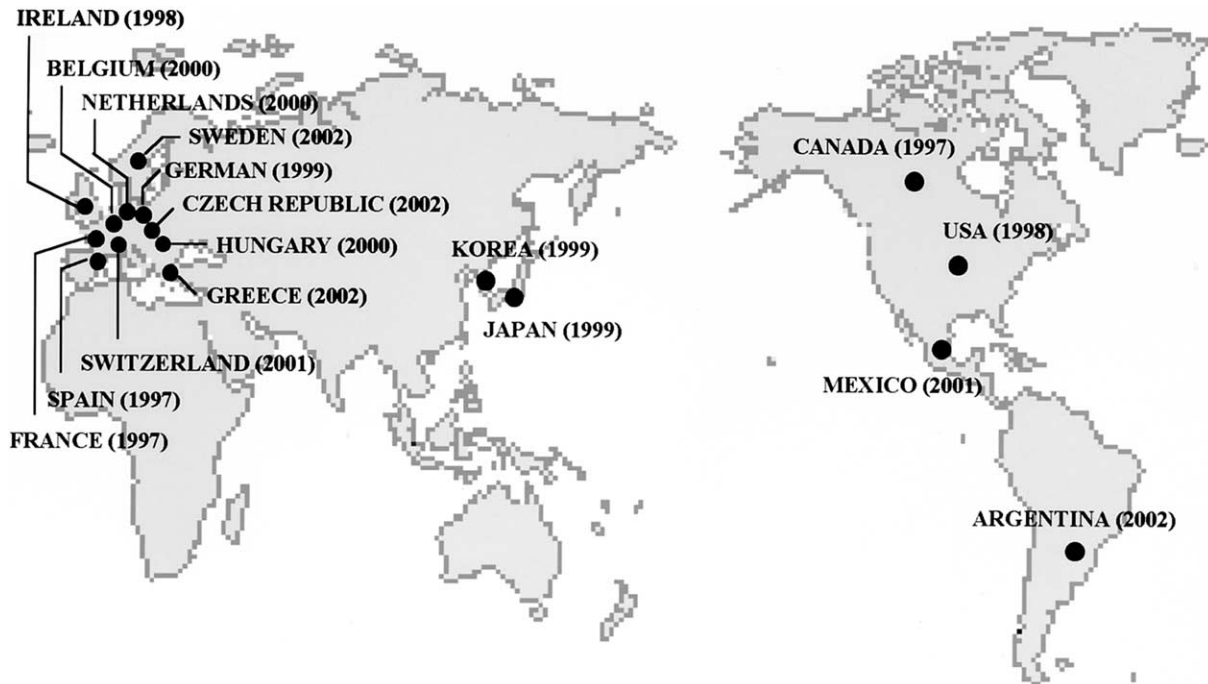 IRELAND (1998)
BELGIUM (2000)
NETHERLANDS (2000)
SWEDEN (2002)
GERMAN (1999)
CZECH REPUBLIC (2002)
HUNGARY (2000)
GREECE (2002)
SWITZERLAND (2001)
SPAIN (1997)
FRANCE (1997)
KOREA (1999)
JAPAN (1999)
CANADA (1997)
USA (1998)
MEXICO (2001)
ARGENTINA (2002)